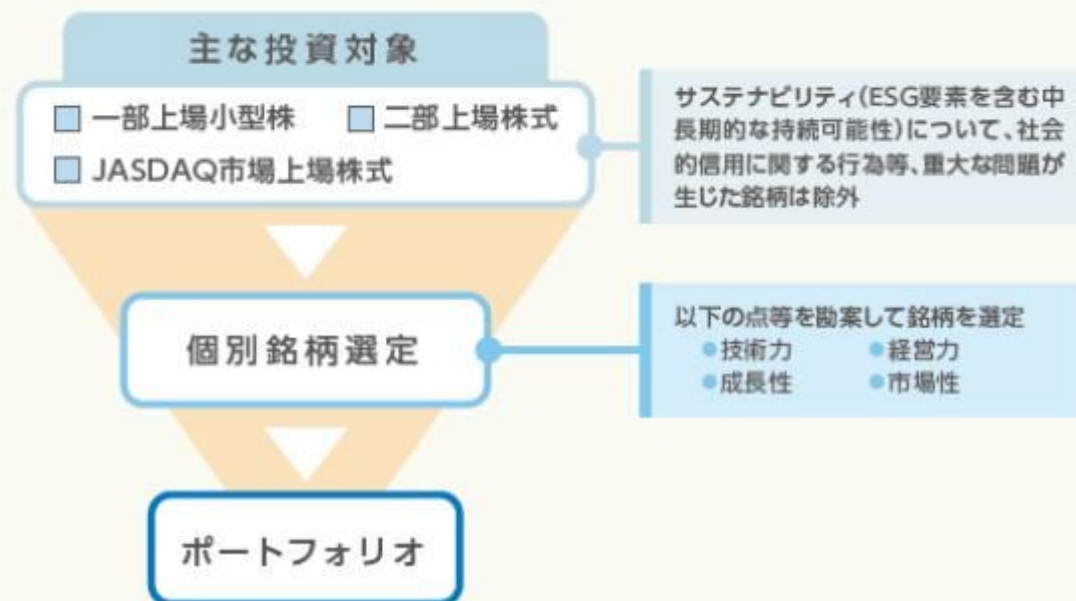 主な投資対象
一部上場小型株 二部上場株式
JASDAQ市場上場株式
サステナビリティ(ESG要素を含む中
長期的な持続可能性)について、社会
的信用に関する行為等、重大な問題が
生じた銘柄は除外
個別銘柄選定
以下の点等を勘案して銘柄を選定
●技術力 ●経営力
●成長性 ●市場性
ポートフォリオ